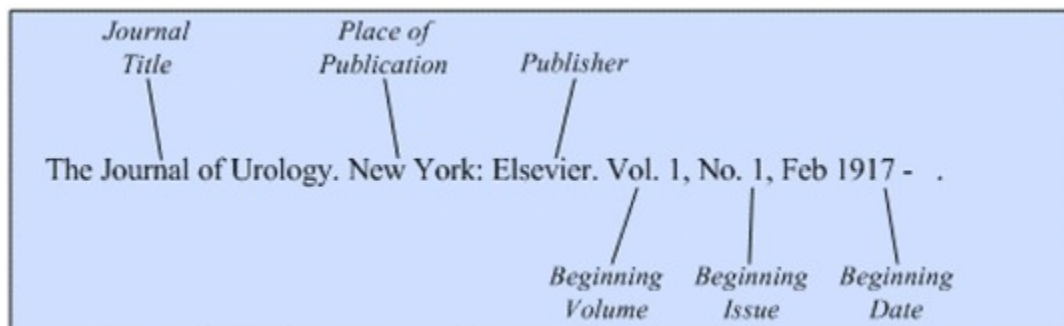 Journal Title
Place of Publication
Publisher
The Journal of Urology. New York: Elsevier. Vol. 1, No. 1, Feb 1917 -   .
Beginning Volume
Beginning Issue
Beginning Date